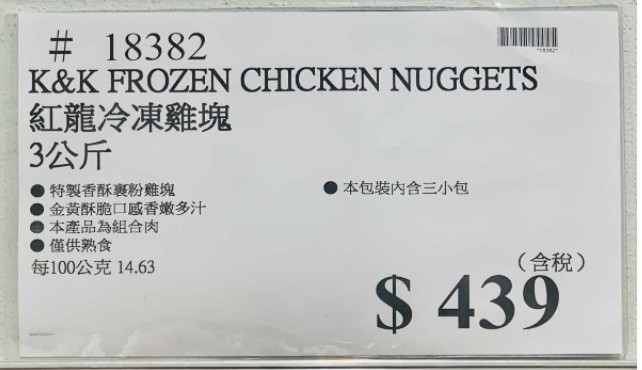 # 18382
*18382*
K&K FROZEN CHICKEN NUGGETS
紅龍冷凍雞塊
3公斤
● 特製香酥裹粉雞塊
● 金黃酥脆口感香嫩多汁
● 本產品為組合肉
● 僅供熟食
● 本包裝內含三小包
每100公克 14.63
（含稅）
$ 439